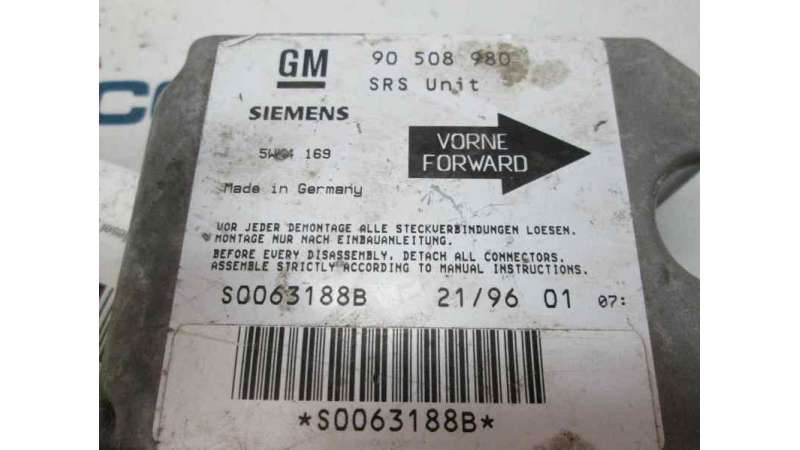 GM 90 508 980
SRS Unit
SIEMENS
5WK4 169
VORNE
FORWARD
Made in Germany
VOR JEDER DEMONTAGE ALLE STECKVERBINDUNGEN LOESEN.
MONTAGE NUR NACH EINBAUANLEITUNG.
BEFORE EVERY DISASSEMBLY, DETACH ALL CONNECTORS.
ASSEMBLE STRICTLY ACCORDING TO MANUAL INSTRUCTIONS.
S0063188B 21/96 01 07:
*S0063188B*